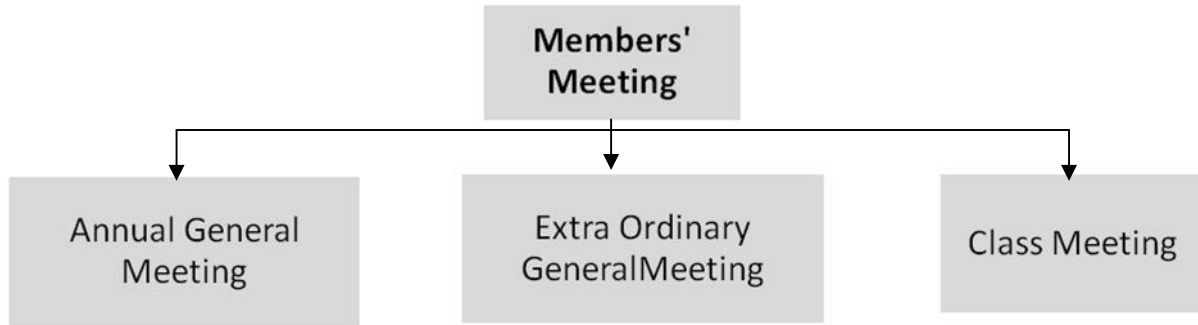 Members'
Meeting
Annual General
Meeting
Extra Ordinary
GeneralMeeting
Class Meeting